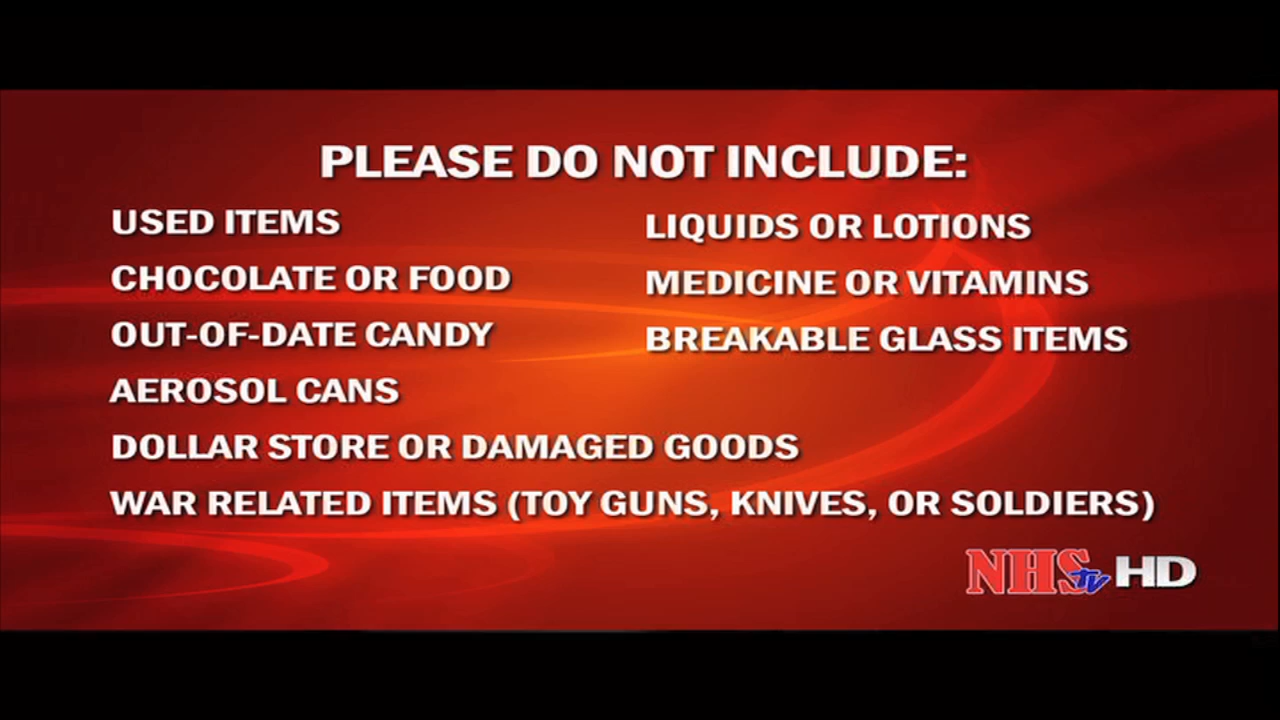 PLEASE DO NOT INCLUDE:
USED ITEMS
CHOCOLATE OR FOOD
OUT-OF-DATE CANDY
AEROSOL CANS
DOLLAR STORE OR DAMAGED GOODS
WAR RELATED ITEMS (TOY GUNS, KNIVES, OR SOLDIERS)
LIQUIDS OR LOTIONS
MEDICINE OR VITAMINS
BREAKABLE GLASS ITEMS
NHS TV HD